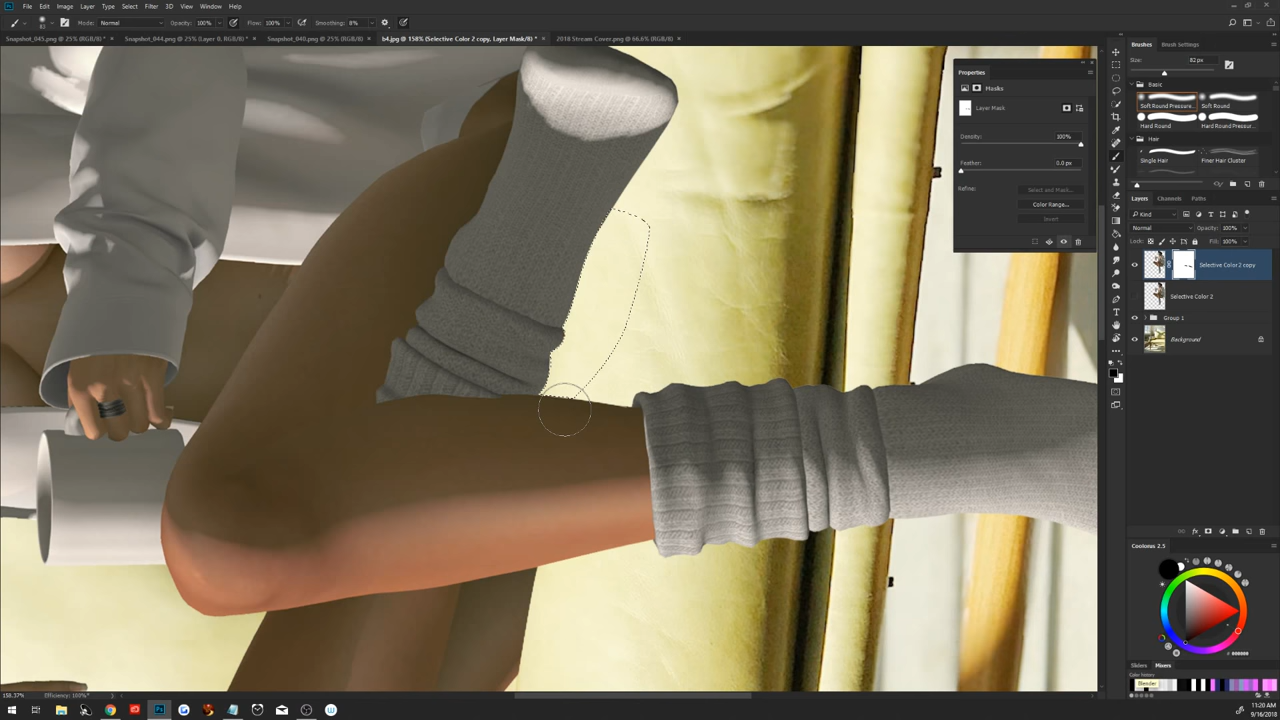 File Edit Image Layer Type Select Filter 3D View Window Help
Mode: Normal Opacity: 100% Flow: 100% Smoothing: 8%
Snapshot_045.png @ 25% (RGB/8) * Snapshot_044.png @ 25% (Layer 0, RGB/8) * Snapshot_040.png @ 25% (RGB/8) b4.jpg @ 158% (Selective Color 2 copy, Layer Mask/8) * 2018 Stream Cover.png @ 66.6% (RGB/8)
Properties
Masks
Layer Mask
Density: 100%
Feather: 0.0 px
Refine:
Select and Mask...
Color Range...
Invert
Brushes Brush Settings
Size: 82 px
Basic
Soft Round Pressure... Soft Round
Hard Round Hard Round Pressur...
Hair
Single Hair Finer Hair Cluster
Layers Channels Paths
Kind
Normal Opacity: 100%
Lock: Fill: 100%
Selective Color 2 copy
Selective Color 2
Group 1
Background
Coolorus 2.5
# 000000
Sliders Mixers
Color history
Blender
158.37% Efficiency: 100%*
11:20 AM
9/16/2018